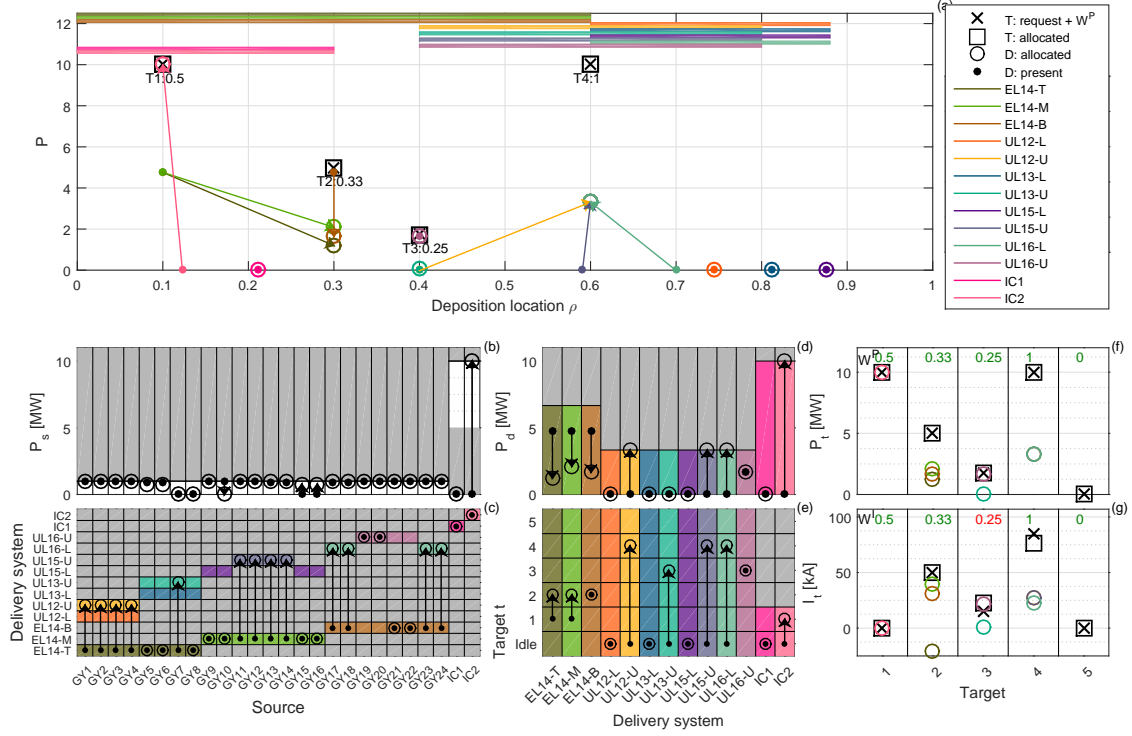 (a)
12
10
8
6
4
2
0
P
T1:0.5
T4:1
T2:0.33
T3:0.25
0
0.1
0.2
0.3
0.4
0.5
0.6
0.7
0.8
0.9
1
Deposition location ρ
T: request + W^P
T: allocated
D: allocated
D: present
EL14-T
EL14-M
EL14-B
UL12-L
UL12-U
UL13-L
UL13-U
UL15-L
UL15-U
UL16-L
UL16-U
IC1
IC2
(b)
10
5
0
P_s [MW]
(d)
10
5
0
P_d [MW]
(f)
W^P
0.5
0.33
0.25
1
0
10
5
0
P_t [MW]
(c)
IC2
IC1
UL16-U
UL16-L
UL15-U
UL15-L
UL13-U
UL13-L
UL12-U
UL12-L
EL14-B
EL14-M
EL14-T
Delivery system
GY1
GY2
GY3
GY4
GY5
GY6
GY7
GY8
GY9
GY10
GY11
GY12
GY13
GY14
GY15
GY16
GY17
GY18
GY19
GY20
GY21
GY22
GY23
GY24
IC1
IC2
Source
(e)
5
4
3
2
1
Idle
Target t
EL14-T
EL14-M
EL14-B
UL12-L
UL12-U
UL13-L
UL13-U
UL15-L
UL15-U
UL16-L
UL16-U
IC1
IC2
Delivery system
(g)
W^I
0.5
0.33
0.25
1
0
100
50
0
I_t [kA]
1
2
3
4
5
Target